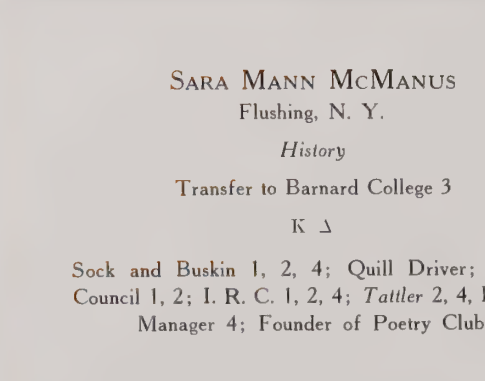 SARA MANN MCMANUS
Flushing, N. Y.
History
Transfer to Barnard College 3
Κ Δ
Sock and Buskin 1, 2, 4; Quill Driver;
Council 1, 2; I. R. C. 1, 2, 4; Tattler 2, 4,
Manager 4; Founder of Poetry Club